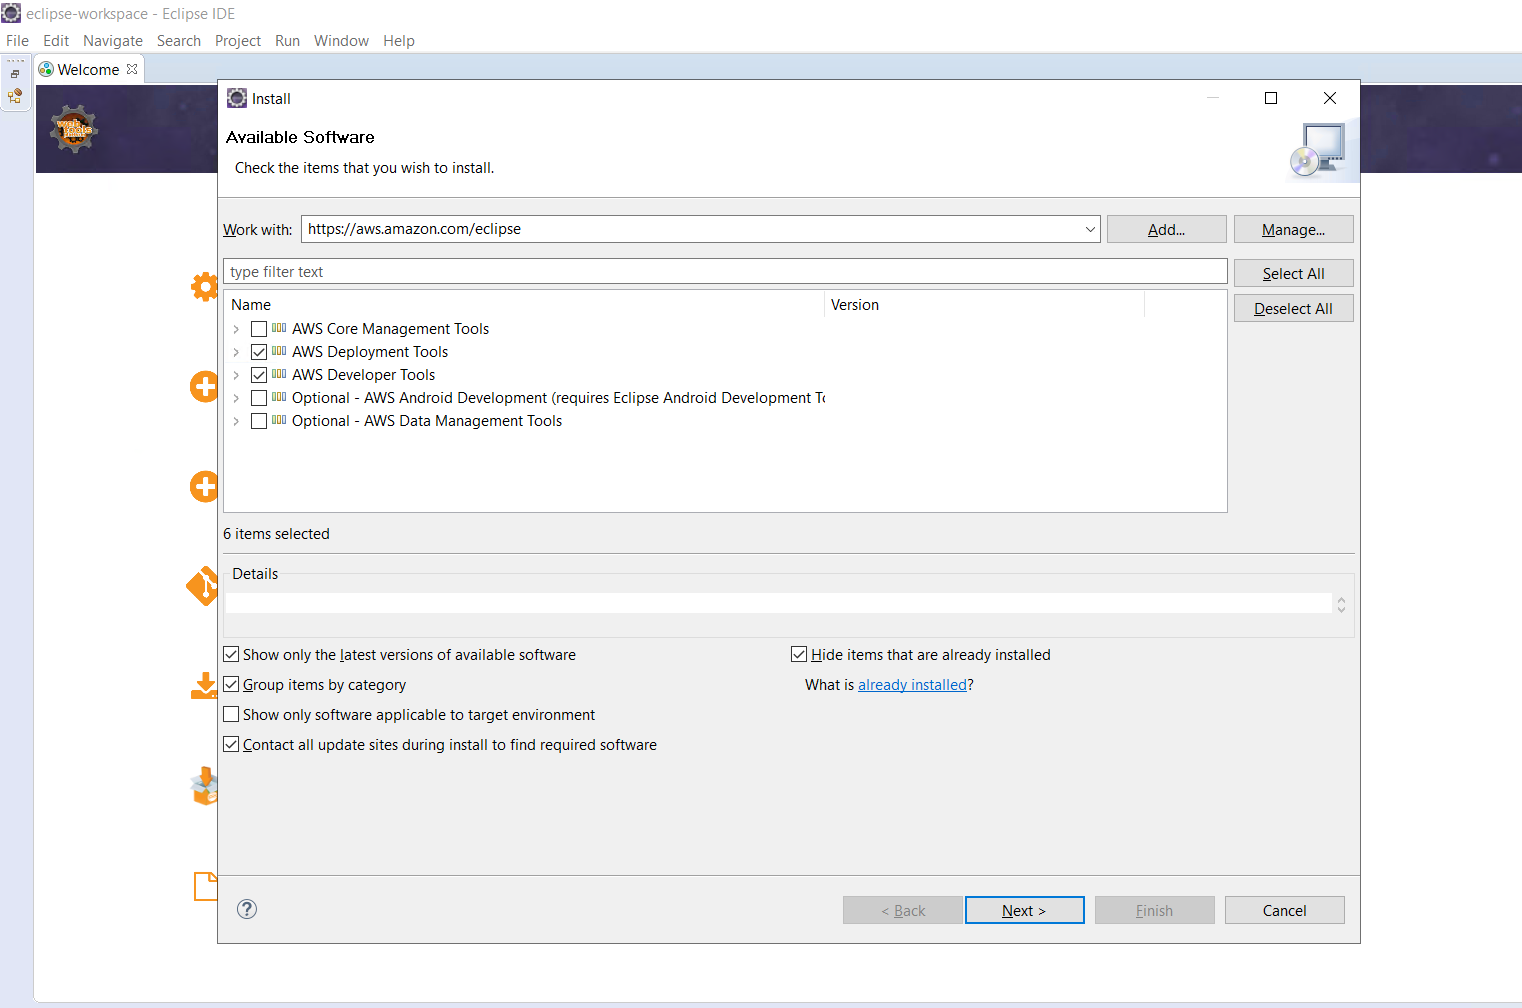 eclipse-workspace - Eclipse IDE
File Edit Navigate Search Project Run Window Help
Welcome
web
tools
Install
Available Software
Check the items that you wish to install.
Work with: https://aws.amazon.com/eclipse Add... Manage...
type filter text Select All
Deselect All
Name Version
AWS Core Management Tools
AWS Deployment Tools
AWS Developer Tools
Optional - AWS Android Development (requires Eclipse Android Development To
Optional - AWS Data Management Tools
6 items selected
Details
Show only the latest versions of available software Hide items that are already installed
Group items by category What is already installed?
Show only software applicable to target environment
Contact all update sites during install to find required software
? < Back Next > Finish Cancel